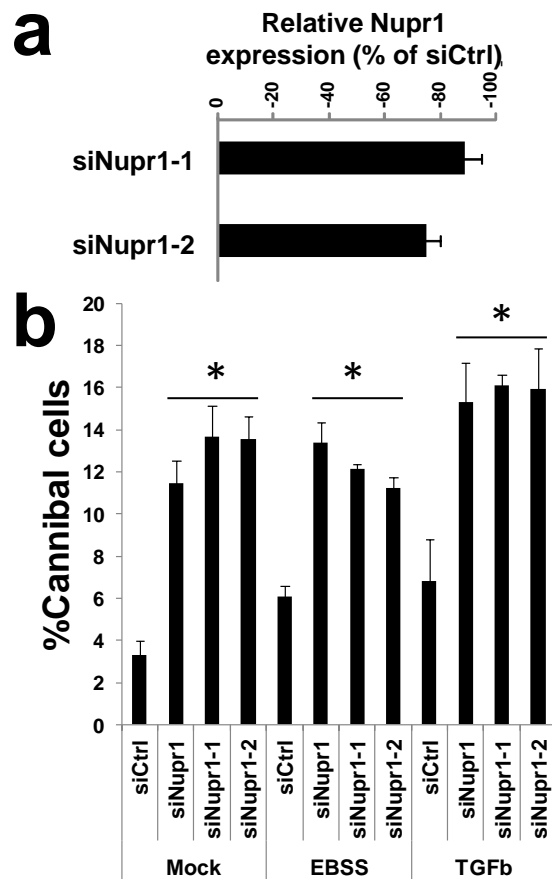 a
Relative Nupr1
expression (% of siCtrl)
0 -20 -40 -60 -80 -100
siNupr1-1
siNupr1-2
b
%Cannibal cells
20
18
16
14
12
10
8
6
4
2
0
* * *
siCtrl siNupr1 siNupr1-1 siNupr1-2 siCtrl siNupr1 siNupr1-1 siNupr1-2 siCtrl siNupr1 siNupr1-1 siNupr1-2
Mock EBSS TGFb